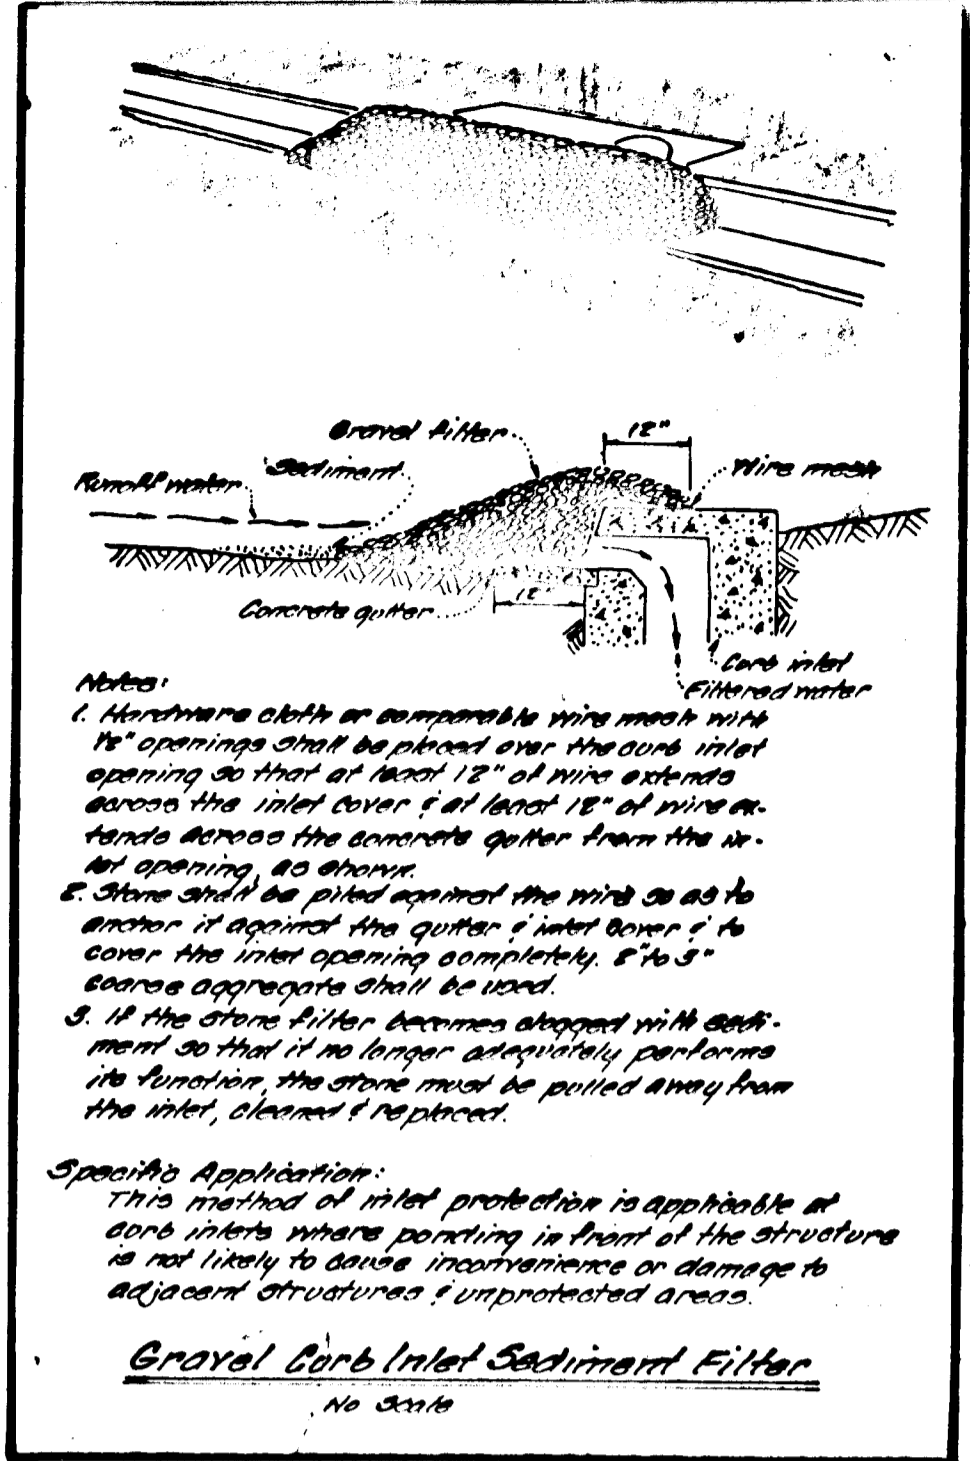 Gravel filter
12"
Sediment
Wire mesh
Runoff water
Concrete gutter
12"
Curb inlet
Filtered water
Notes:
1. Hardware cloth or comparable wire mesh with
openings shall be placed over the curb inlet
opening so that at least 12" of wire extends
across the inlet cover & at least 12" of wire ex-
tends across the concrete gutter from the in-
let opening, as shown.
2. Stone shall be piled against the wire so as to
anchor it against the gutter & inlet cover & to
cover the inlet opening completely. 2" to 3"
coarse aggregate shall be used.
3. If the stone filter becomes clogged with sedi-
ment so that it no longer adequately performs
its function, the stone must be pulled away from
the inlet, cleaned & replaced.
Specific Application:
This method of inlet protection is applicable at
curb inlets where ponding in front of the structure
is not likely to cause inconvenience or damage to
adjacent structures & unprotected areas.
Gravel Curb Inlet Sediment Filter
No Scale